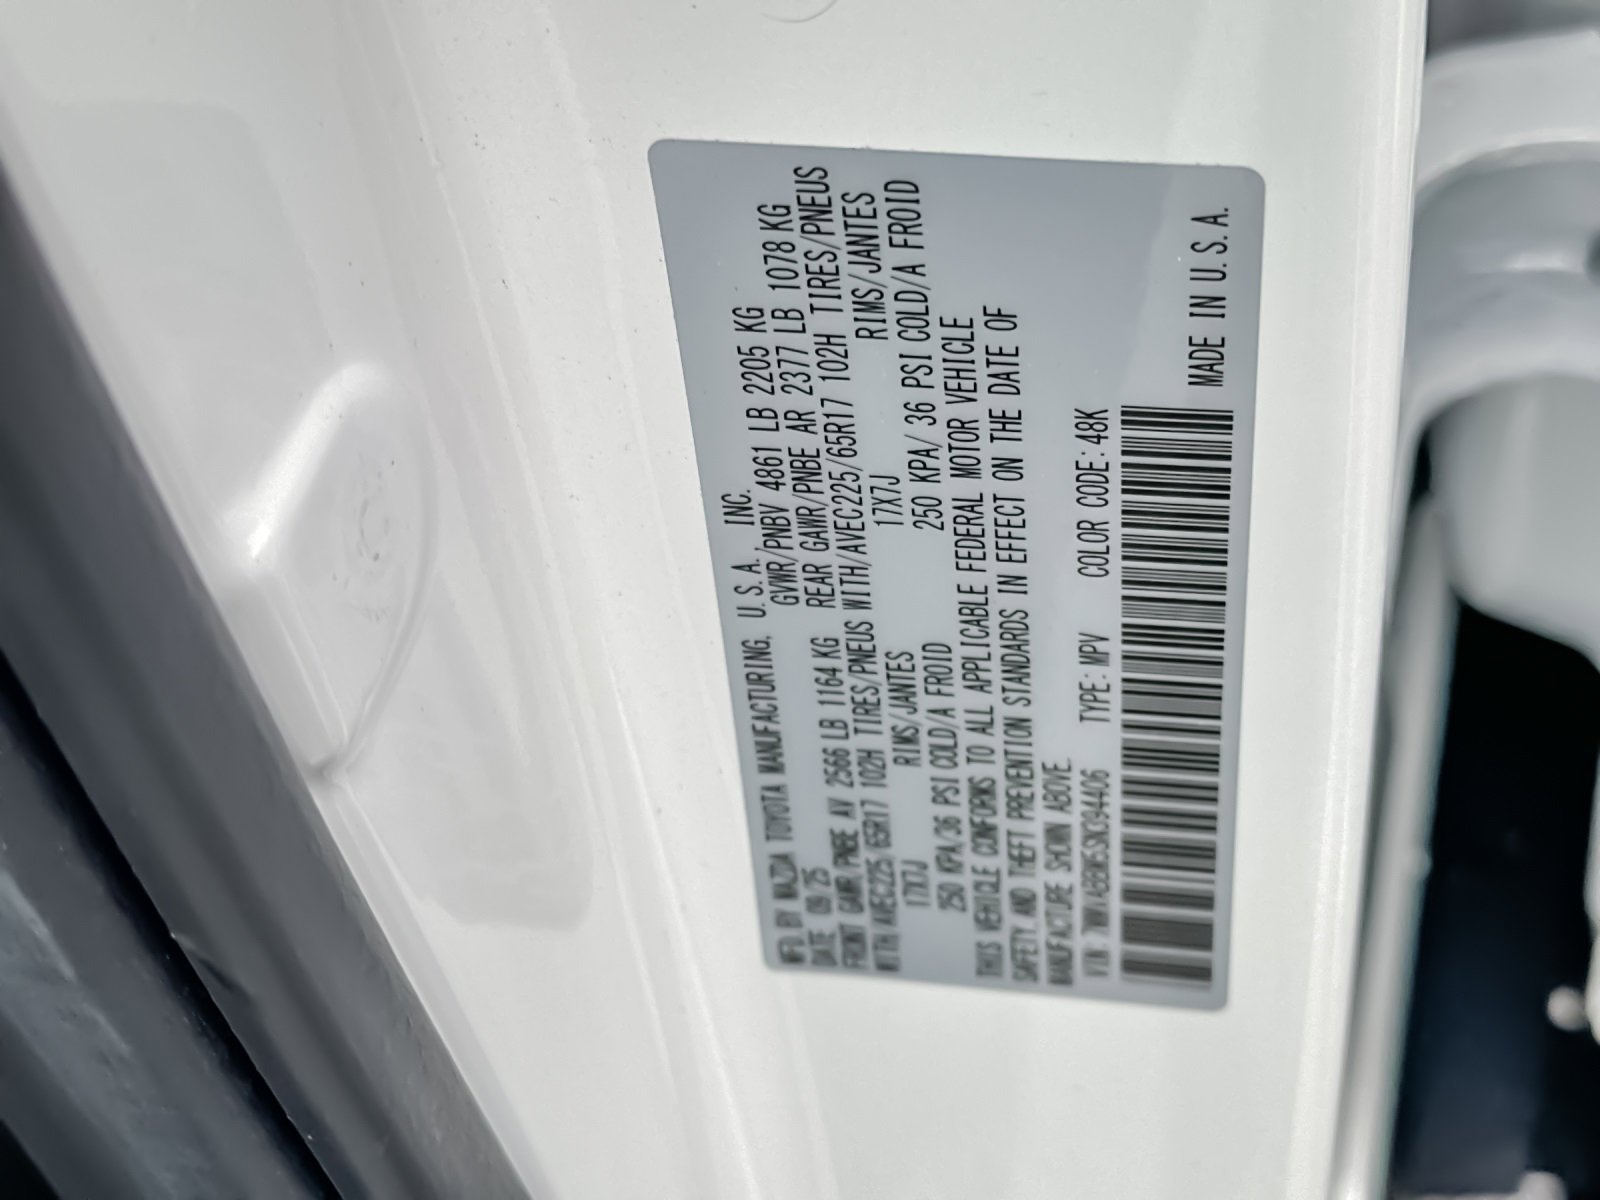 MFD. BY MAZDA TOYOTA MANUFACTURING, U.S.A., INC.
DATE 09/25 GVWR/PNBV 4861 LB 2205 KG
FRONT GAWR/PNBE AV 2566 LB 1164 KG REAR GAWR/PNBE AR 2377 LB 1078 KG
WITH/AVEC225/65R17 102H TIRES/PNEUS WITH/AVEC225/65R17 102H TIRES/PNEUS
17X7J RIMS/JANTES 17X7J RIMS/JANTES
250 KPA/36 PSI COLD/A FROID 250 KPA/ 36 PSI COLD/A FROID
THIS VEHICLE CONFORMS TO ALL APPLICABLE FEDERAL MOTOR VEHICLE
SAFETY, AND THEFT PREVENTION STANDARDS IN EFFECT ON THE DATE OF
MANUFACTURE SHOWN ABOVE.
VIN: TYPE: MPV COLOR CODE: 48K
MADE IN U.S.A.